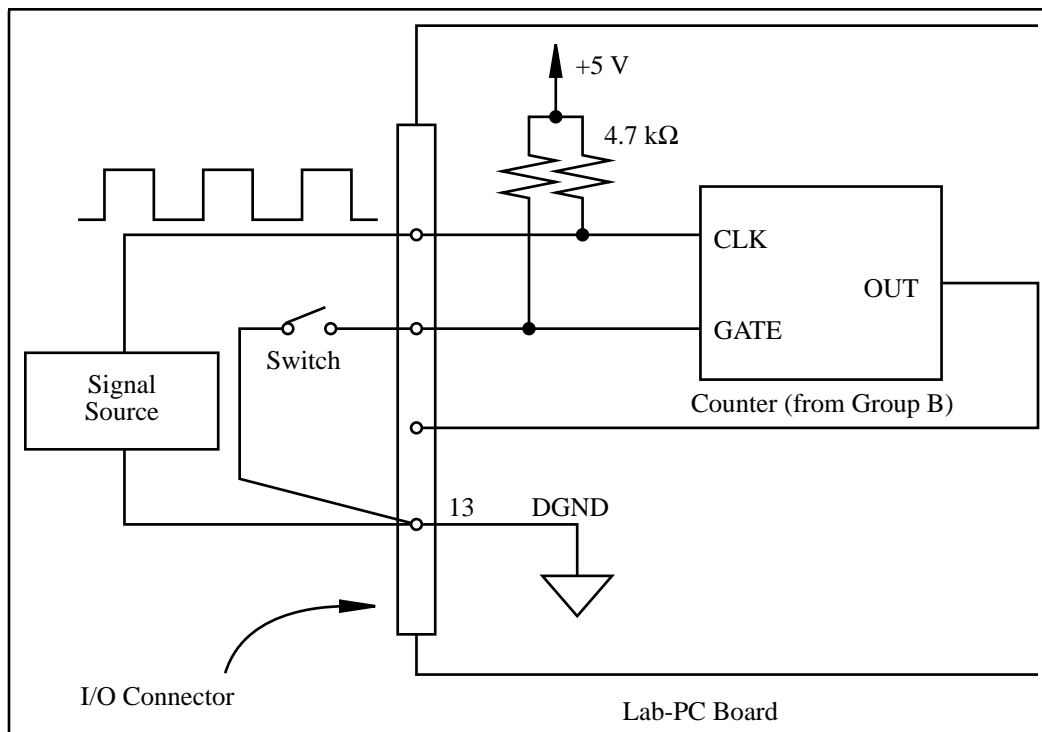 +5 V
4.7 kΩ
CLK
OUT
GATE
Switch
Signal
Source
Counter (from Group B)
13
DGND
I/O Connector
Lab-PC Board